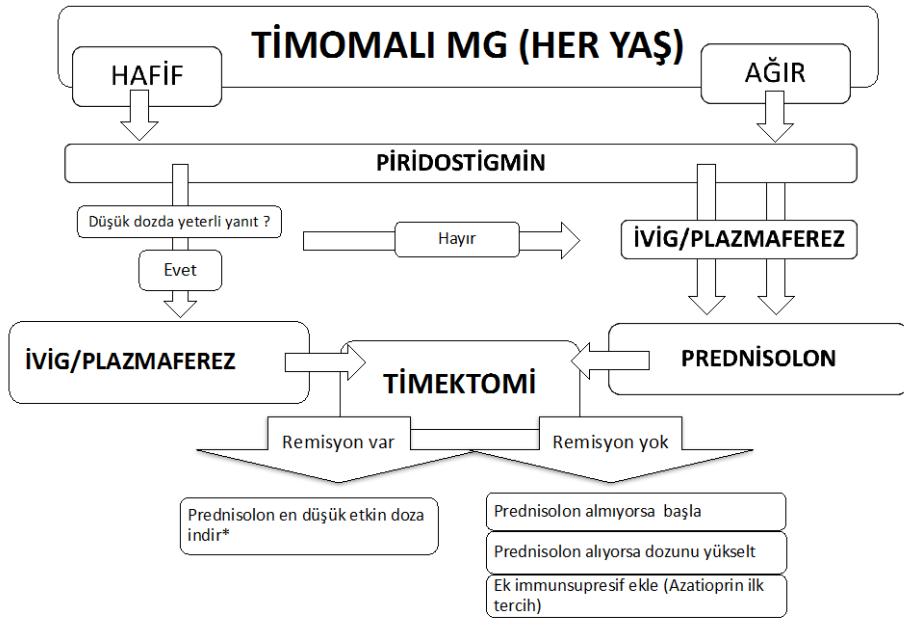 TİMOMALI MG (HER YAŞ)
HAFİF
AĞIR
PİRİDOSTİGMİN
Düşük dozda yeterli yanıt ?
Hayır
İVİG/PLAZMAFEREZ
Evet
İVİG/PLAZMAFEREZ
TİMEKTOMİ
PREDNİSOLON
Remisyon var
Remisyon yok
Prednisolon en düşük etkin doza
indir*
Prednisolon almıyorsa başla
Prednisolon alıyorsa dozunu yükselt
Ek immunsupresif ekle (Azatioprin ilk
tercih)